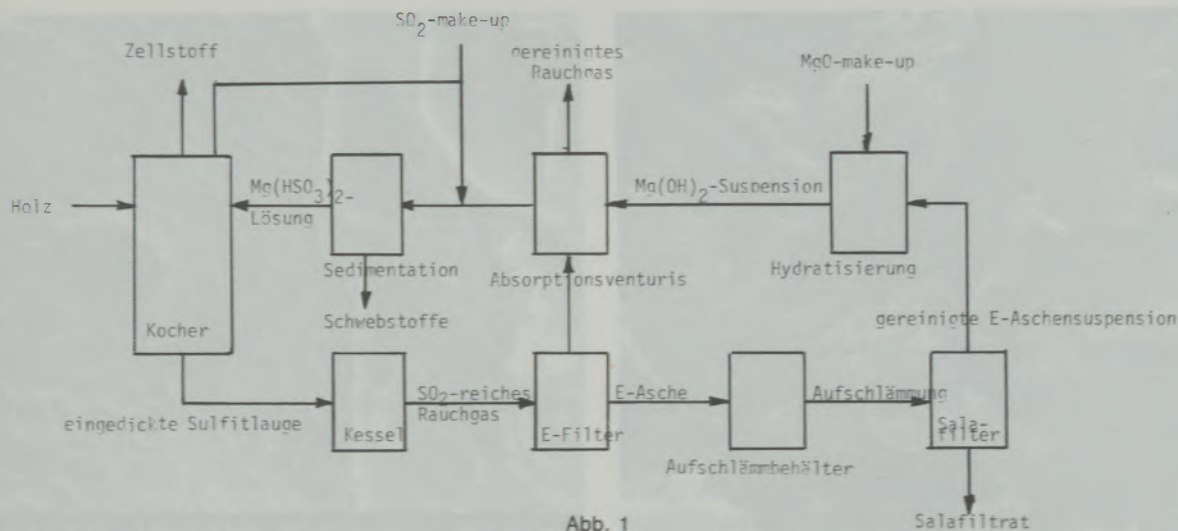 SO2-make-up
Zellstoff
gereinigtes
Rauchgas
MgO-make-up
Holz
Mg(HSO3)2-
Lösung
Mg(OH)2-Suspension
Sedimentation
Absorptionsventuris
Hydratisierung
Schwebstoffe
Kocher
gereinigte E-Aschensuspension
eingedickte Sulfitlauge
Kessel
SO2-reiches
Rauchgas
E-Filter
E-Asche
Aufschlämmung
Sala-
filter
Aufschlämmbehälter
Salafiltrat
Abb. 1